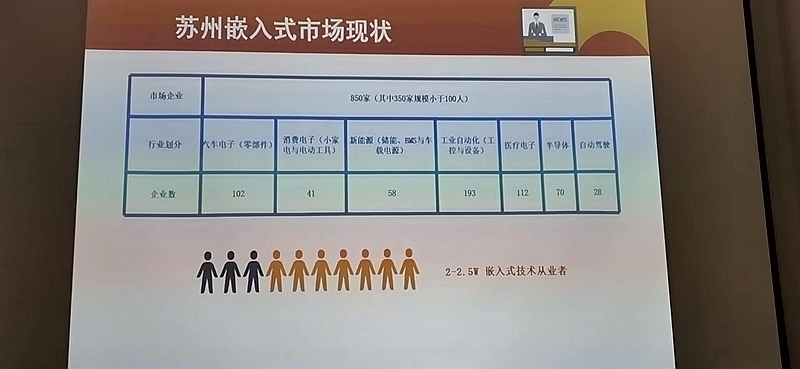 苏州嵌入式市场现状
NEWS
市场企业
850家（其中350家规模小于100人）
行业划分
汽车电子（零部件）
消费电子（小家
电与电动工具）
新能源（储能、BMS与车
载电源）
工业自动化（工
控与设备）
医疗电子
半导体
自动驾驶
企业数
102
41
58
193
112
70
28
2-2.5W 嵌入式技术从业者